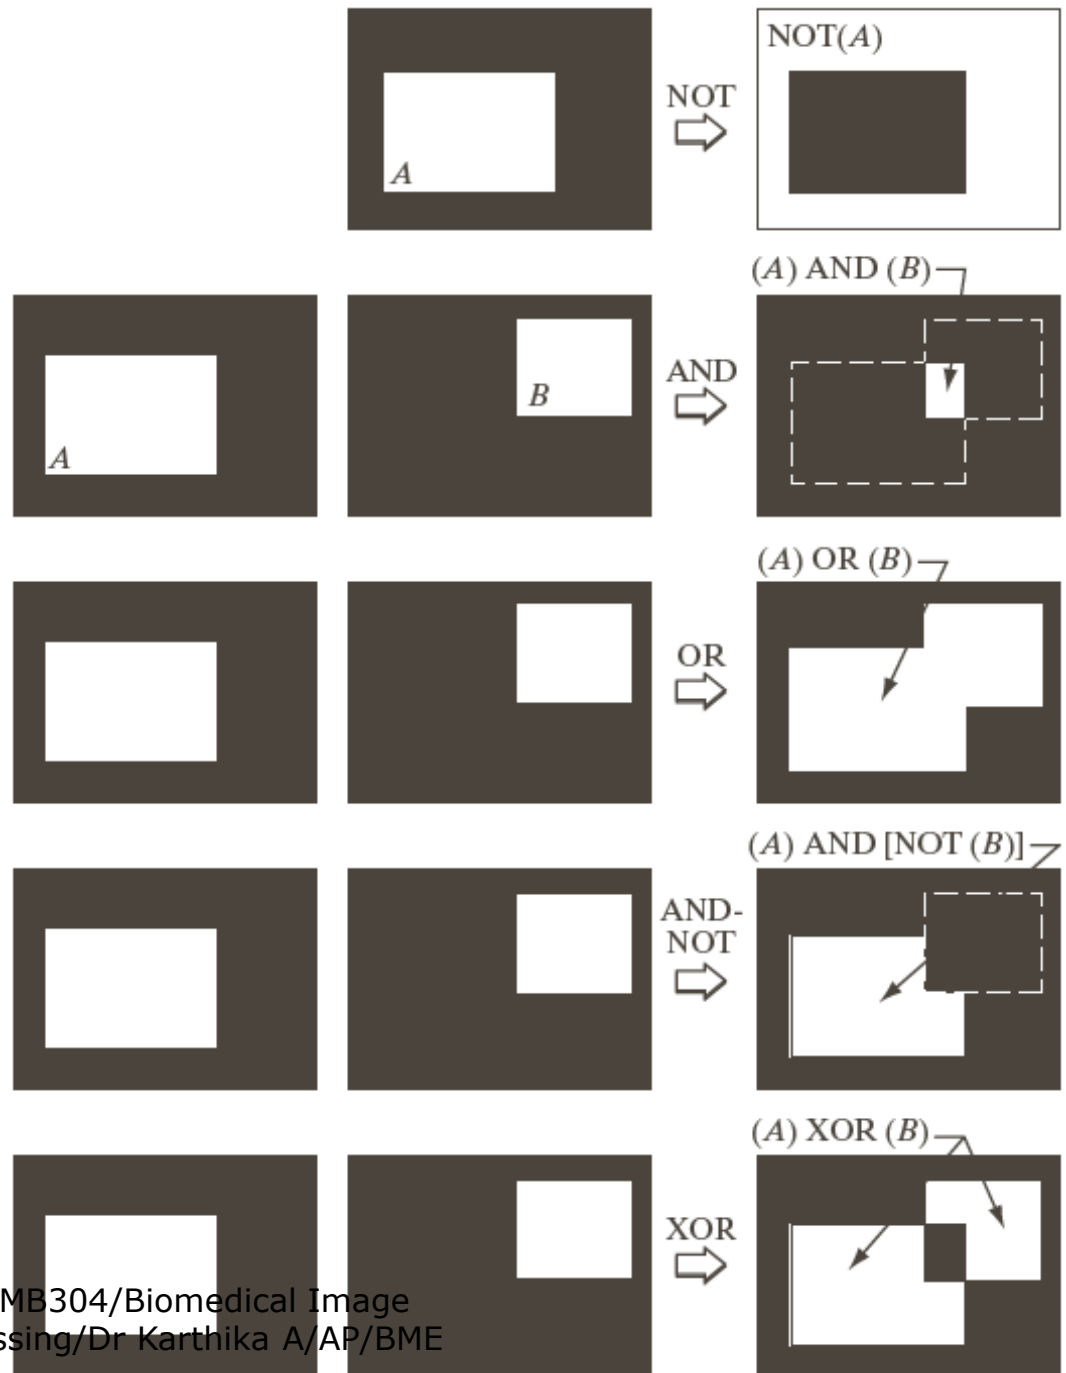 NOT(A)
NOT
A
(A) AND (B)
AND
B
A
(A) OR (B)
OR
(A) AND [NOT (B)]
AND-
NOT
(A) XOR (B)
XOR
MB304/Biomedical Image
ssing/Dr Karthika A/AP/BME